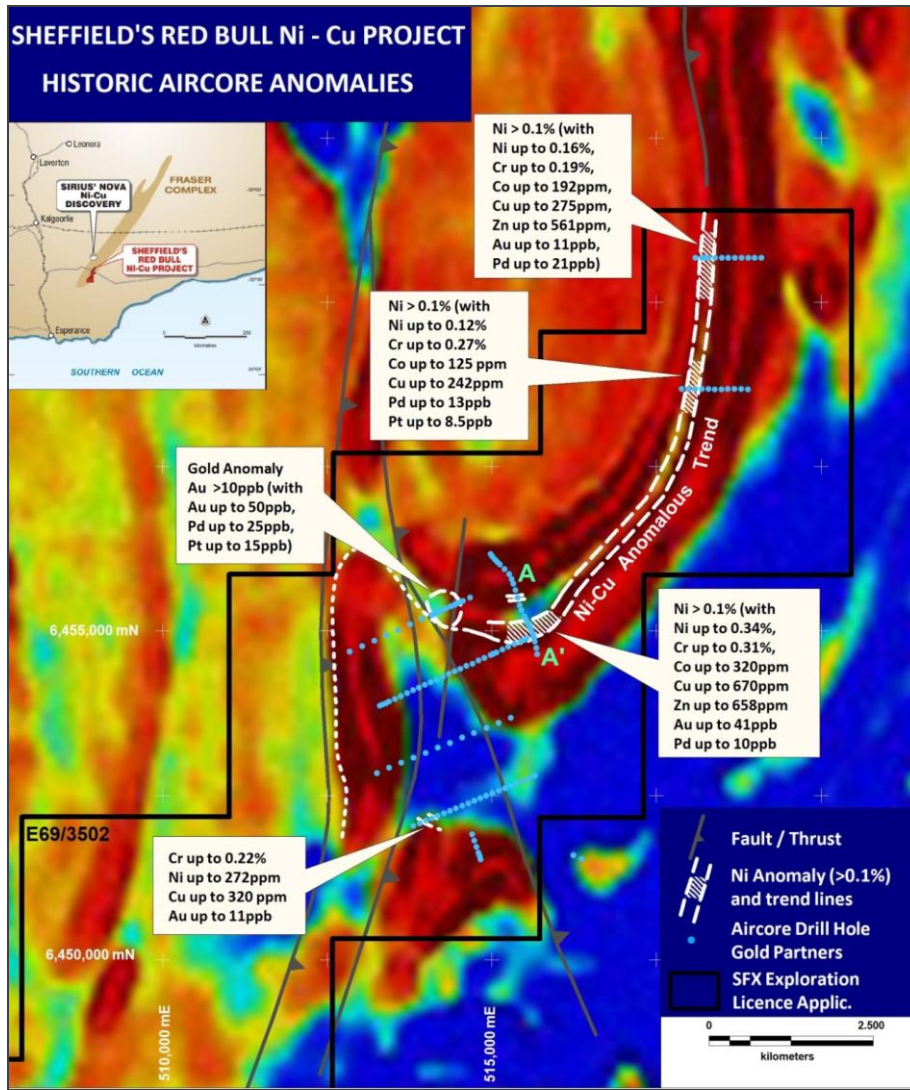 SHEFFIELD'S RED BULL Ni - Cu PROJECT
HISTORIC AIRCORE ANOMALIES
Leonora
Laverton
FRASER
COMPLEX
SIRIUS' NOVA
Ni-Cu
DISCOVERY
Kalgoorlie
SHEFFIELD'S
RED BULL
Ni-Cu PROJECT
Esperance
kilometres
SOUTHERN OCEAN
Ni > 0.1% (with
Ni up to 0.16%,
Cr up to 0.19%,
Co up to 192ppm,
Cu up to 275ppm,
Zn up to 561ppm,
Au up to 11ppb,
Pd up to 21ppb)
Ni > 0.1% (with
Ni up to 0.12%
Cr up to 0.27%
Co up to 125 ppm
Cu up to 242ppm
Pd up to 13ppb
Pt up to 8.5ppb
Gold Anomaly
Au >10ppb (with
Au up to 50ppb,
Pd up to 25ppb,
Pt up to 15ppb)
Ni-Cu Anomalous Trend
A
A'
6,455,000 mN
Ni > 0.1% (with
Ni up to 0.34%,
Cr up to 0.31%,
Co up to 320ppm
Cu up to 670ppm
Zn up to 658ppm
Au up to 41ppb
Pd up to 10ppb
E69/3502
Cr up to 0.22%
Ni up to 272ppm
Cu up to 320 ppm
Au up to 11ppb
6,450,000 mN
510,000 mE
515,000 mE
Fault / Thrust
Ni Anomaly (>0.1%)
and trend lines
Aircore Drill Hole
Gold Partners
SFX Exploration
Licence Applic.
0 2.500
kilometers